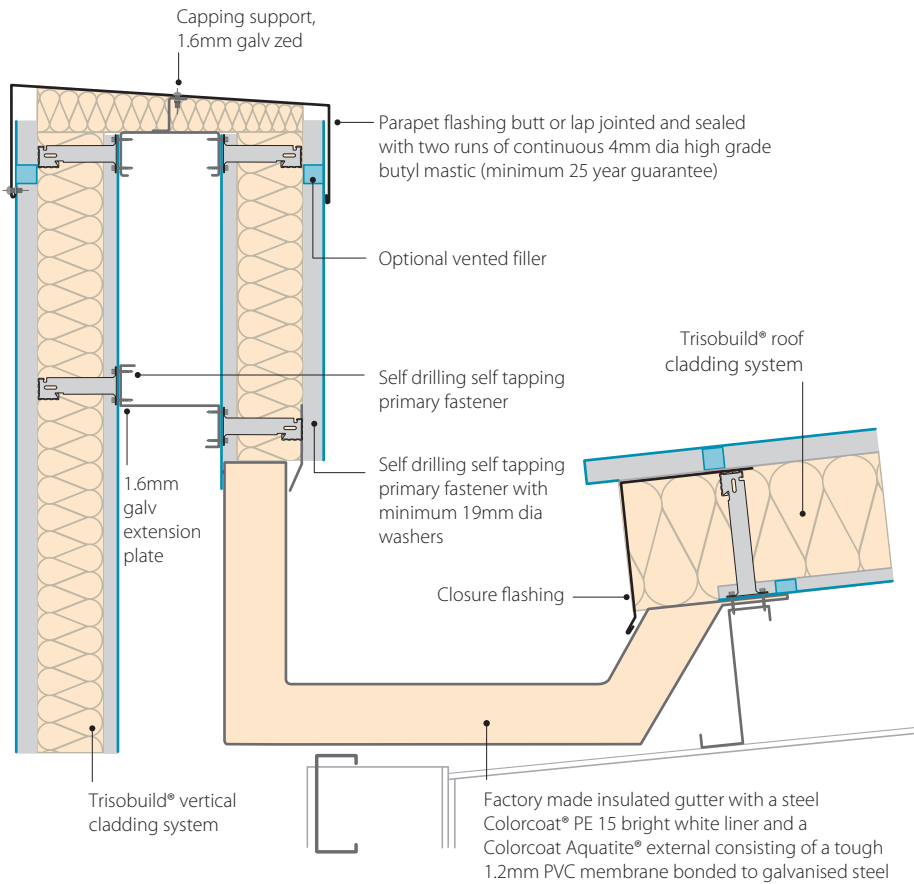 Capping support,
1.6mm galv zed
Parapet flashing butt or lap jointed and sealed
with two runs of continuous 4mm dia high grade
butyl mastic (minimum 25 year guarantee)
Optional vented filler
Trisobuild® roof
cladding system
Self drilling self tapping
primary fastener
Self drilling self tapping
primary fastener with
minimum 19mm dia
washers
1.6mm
galv
extension
plate
Closure flashing
Trisobuild® vertical
cladding system
Factory made insulated gutter with a steel
Colorcoat® PE 15 bright white liner and a
Colorcoat Aquatite® external consisting of a tough
1.2mm PVC membrane bonded to galvanised steel